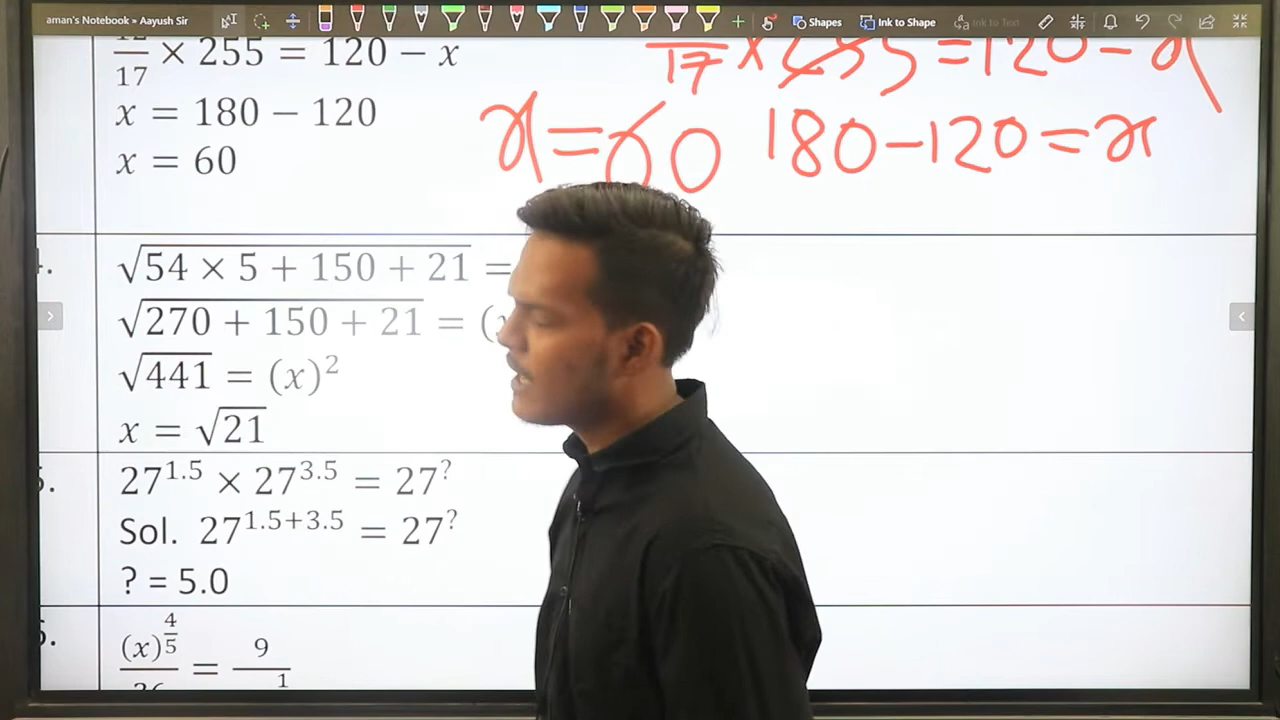 aman's Notebook » Aayush Sir
Shapes
Ink to Shape
Ink to Text
17 × 255 = 120 − x
x = 180 − 120
x = 60
17 × 255 = 120 − x
x = 60
180 − 120 = x
√54 × 5 + 150 + 21 =
√270 + 150 + 21 = (
√441 = (x)²
x = √21
5.
27^1.5 × 27^3.5 = 27^?
Sol. 27^1.5+3.5 = 27^?
? = 5.0
(x)^4/5 = 9
1